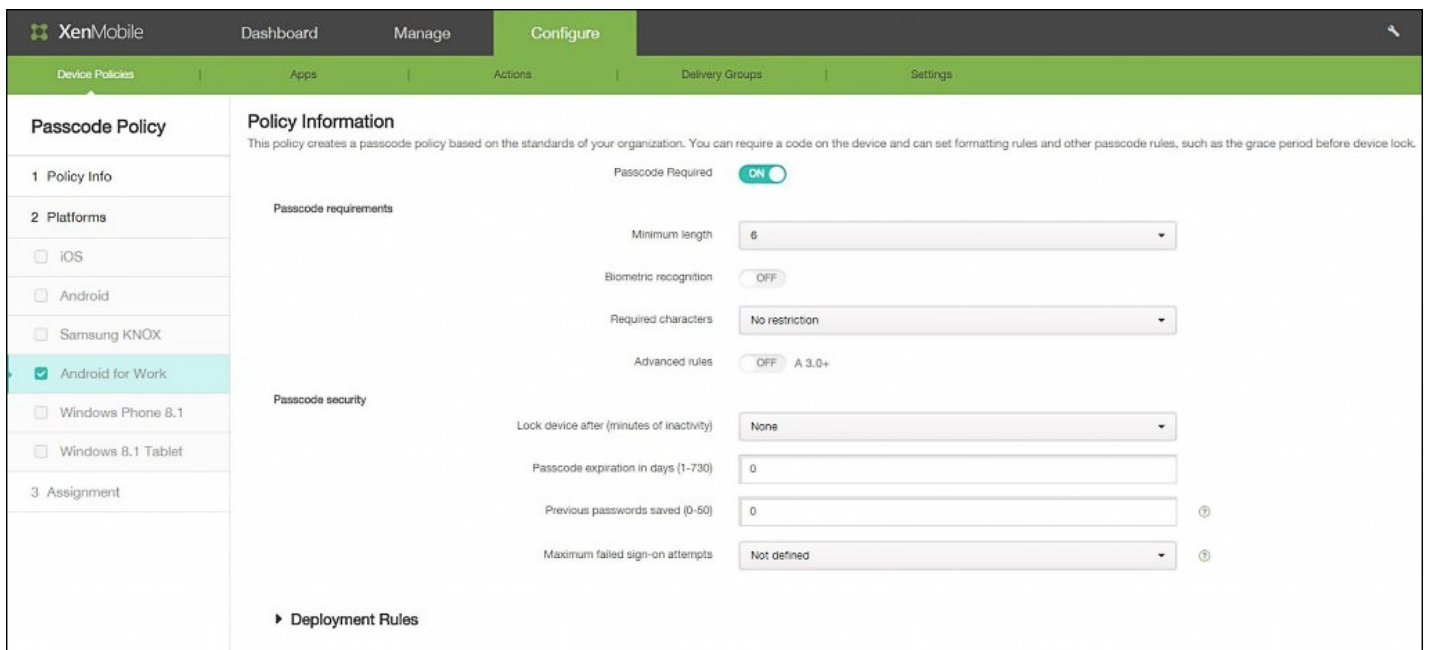 XenMobile Dashboard Manage Configure
Device Policies | Apps | Actions | Delivery Groups | Settings
Passcode Policy
1 Policy Info
2 Platforms
iOS
Android
Samsung KNOX
Android for Work
Windows Phone 8.1
Windows 8.1 Tablet
3 Assignment
Policy Information
This policy creates a passcode policy based on the standards of your organization. You can require a code on the device and can set formatting rules and other passcode rules, such as the grace period before device lock.
Passcode Required ON
Passcode requirements
Minimum length 6
Biometric recognition OFF
Required characters No restriction
Advanced rules OFF A 3.0+
Passcode security
Lock device after (minutes of inactivity) None
Passcode expiration in days (1-730) 0
Previous passwords saved (0-50) 0 ?
Maximum failed sign-on attempts Not defined ?
Deployment Rules